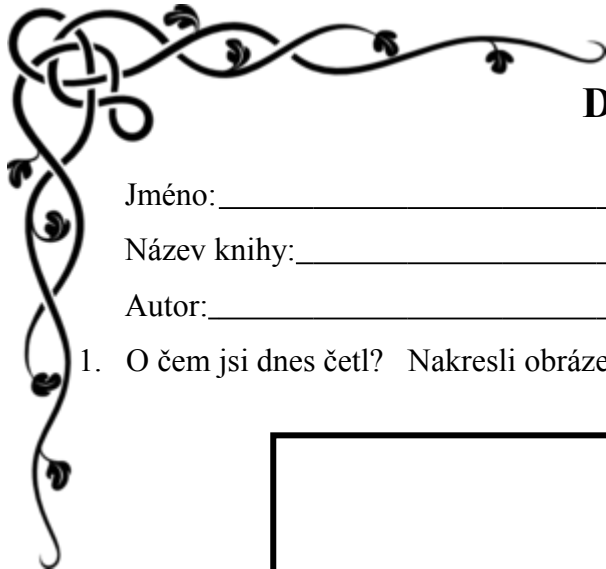 D
Jméno:
Název knihy:
Autor:
1. O čem jsi dnes četl? Nakresli obráze